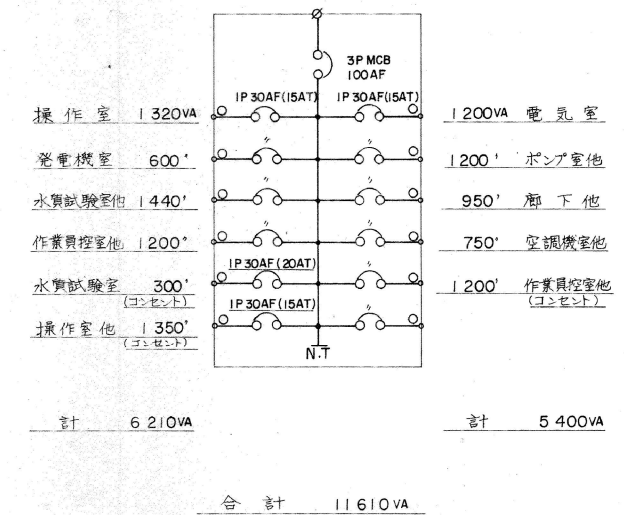 3P MCB
100AF
1P 30AF(15AT) 1P 30AF(15AT)
操作室 1 320VA 1 200VA 電気室
発電機室 600〃 1 200〃 ポンプ室他
水質試験室他 1 440〃 950〃 廊下他
作業員控室他 1 200〃 750〃 空調機室他
1P 30AF(20AT)
水質試験室 300〃 1 200〃 作業員控室他
(コンセント) (コンセント)
1P 30AF(15AT)
操作室他 1 350〃
(コンセント)
N.T
計 6 210VA 計 5 400VA
合計 11 610VA